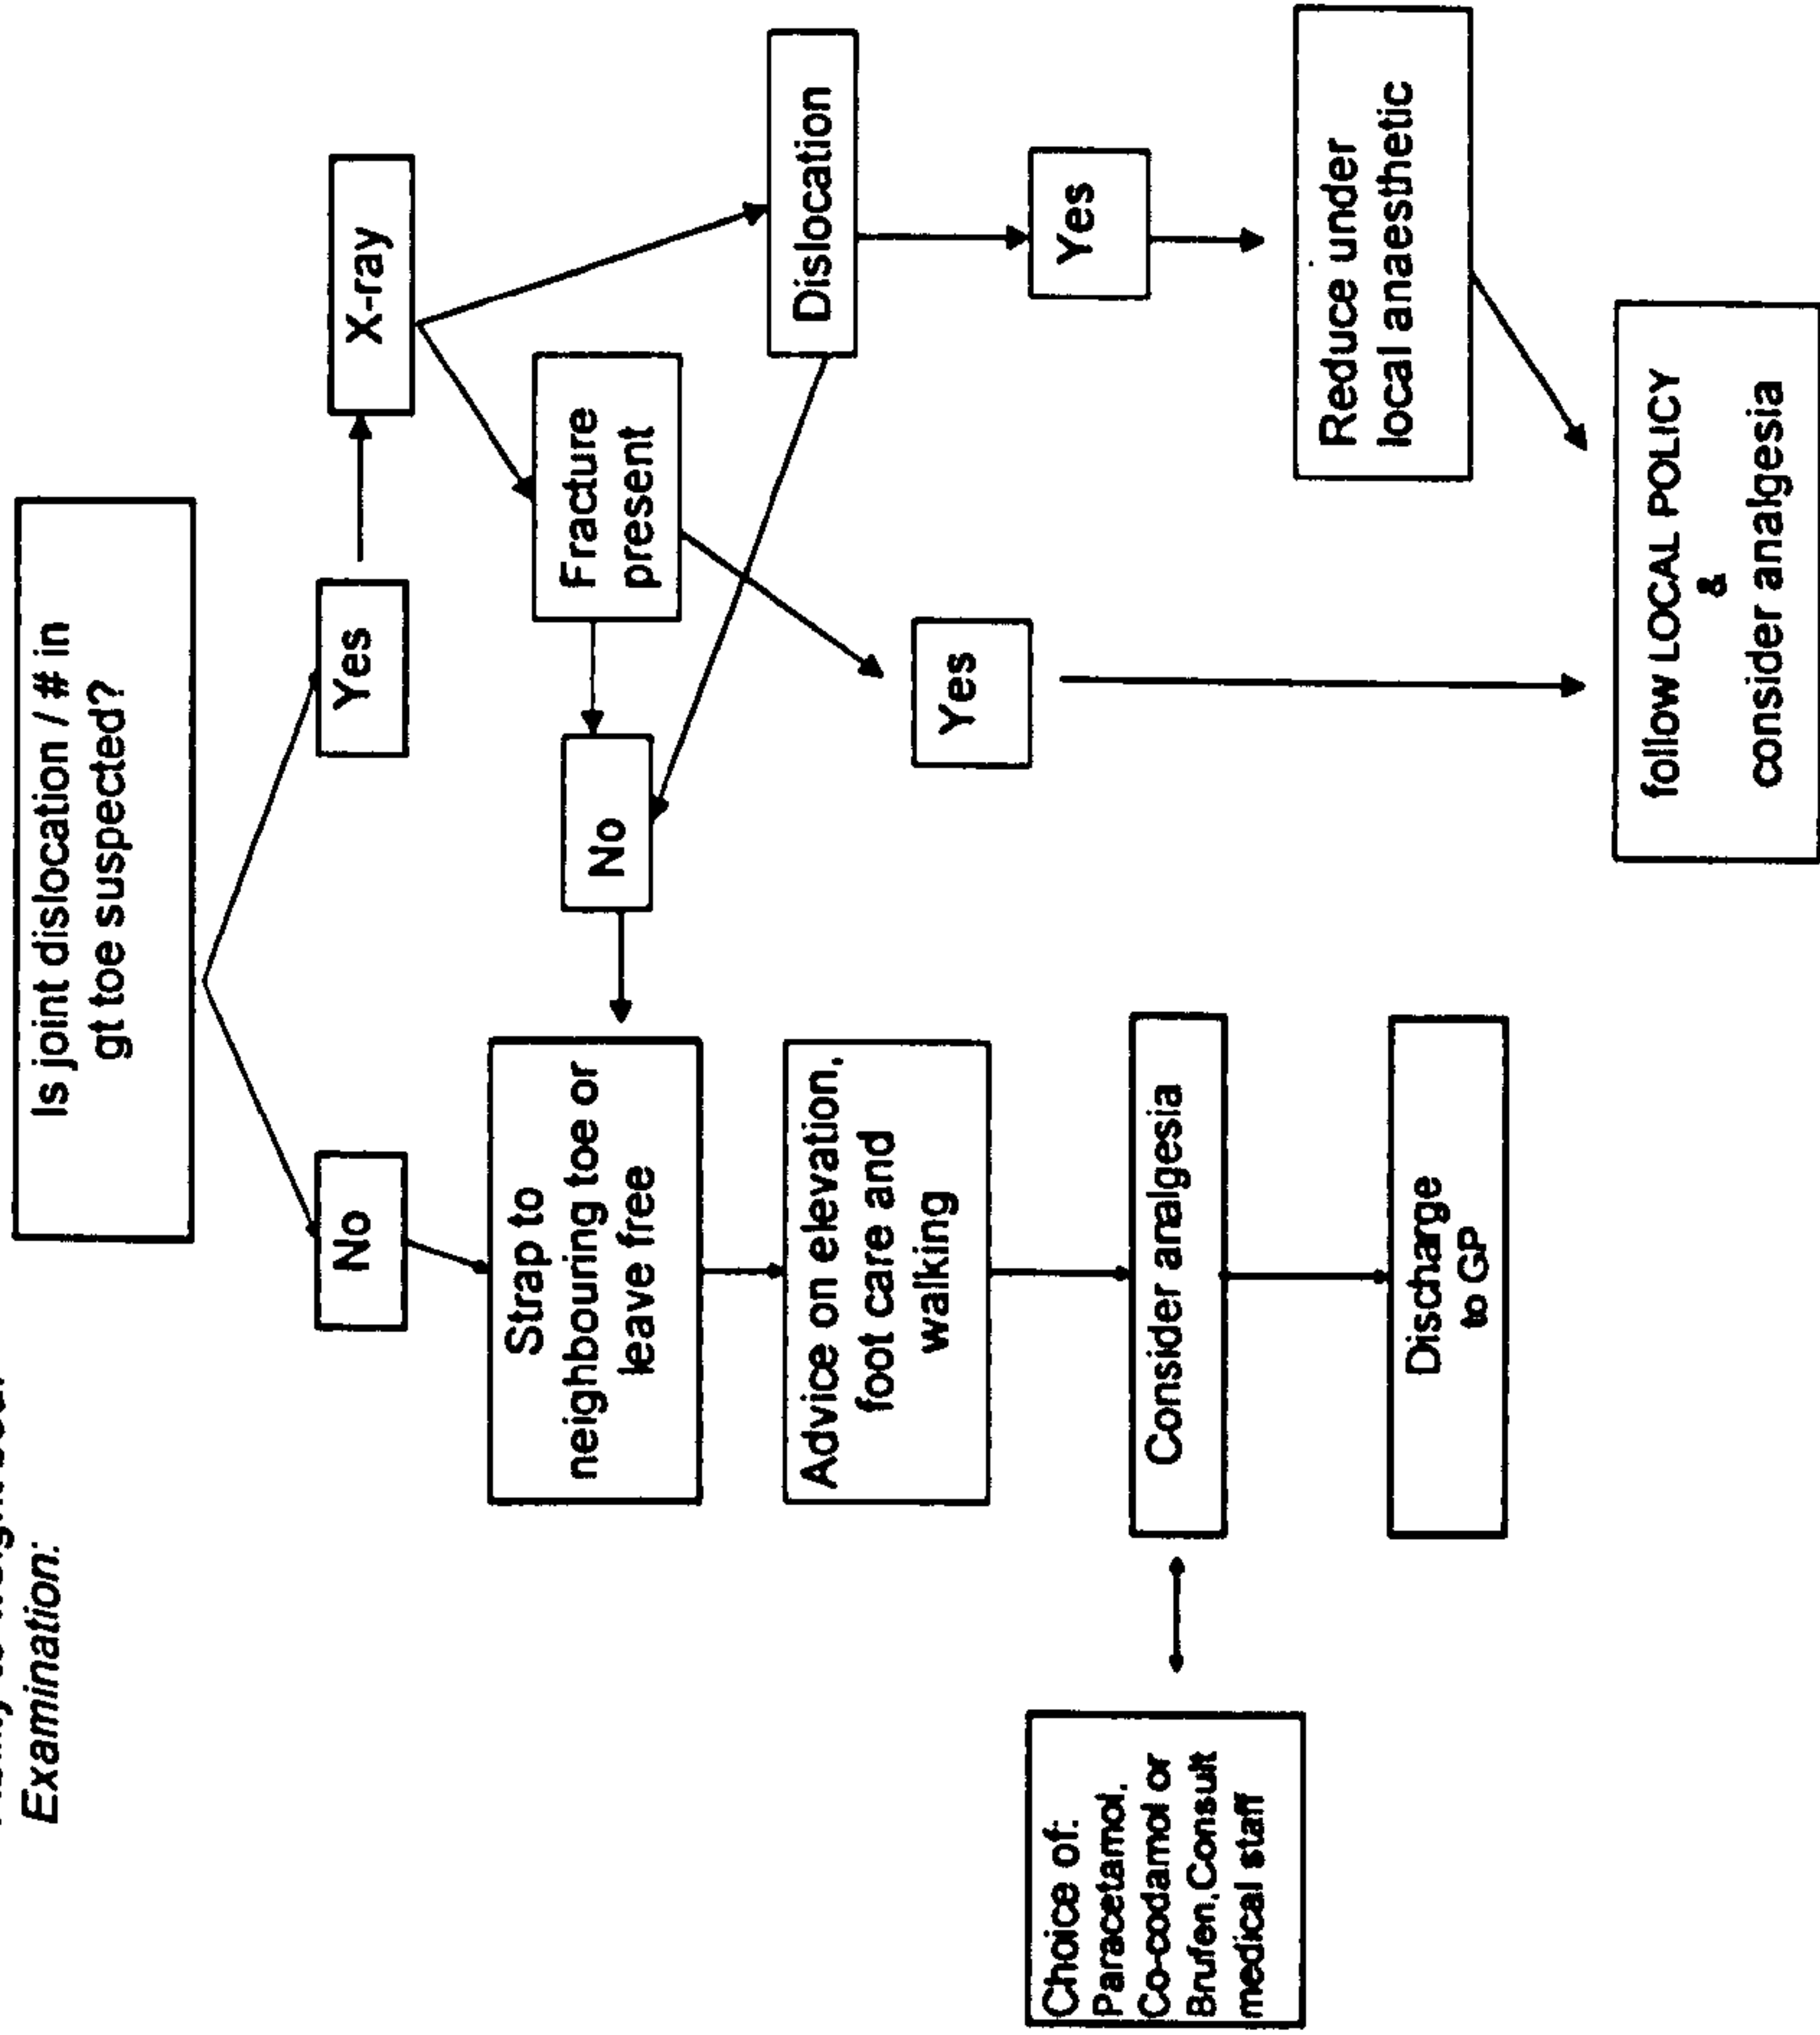 Examination:
Is joint dislocation / # in
gt toe suspected?
No
Yes
X-ray
Strap to
neighbouring toe or
leave free
No
Fracture
present
Dislocation
Advice on elevation,
foot care and
walking
Yes
Yes
Choice of:
Paracetamol,
Co-codamol or
Brufen. Consult
medical staff
Consider analgesia
Reduce under
local anaesthetic
Discharge
to GP
follow LOCAL POLICY
&
consider analgesia